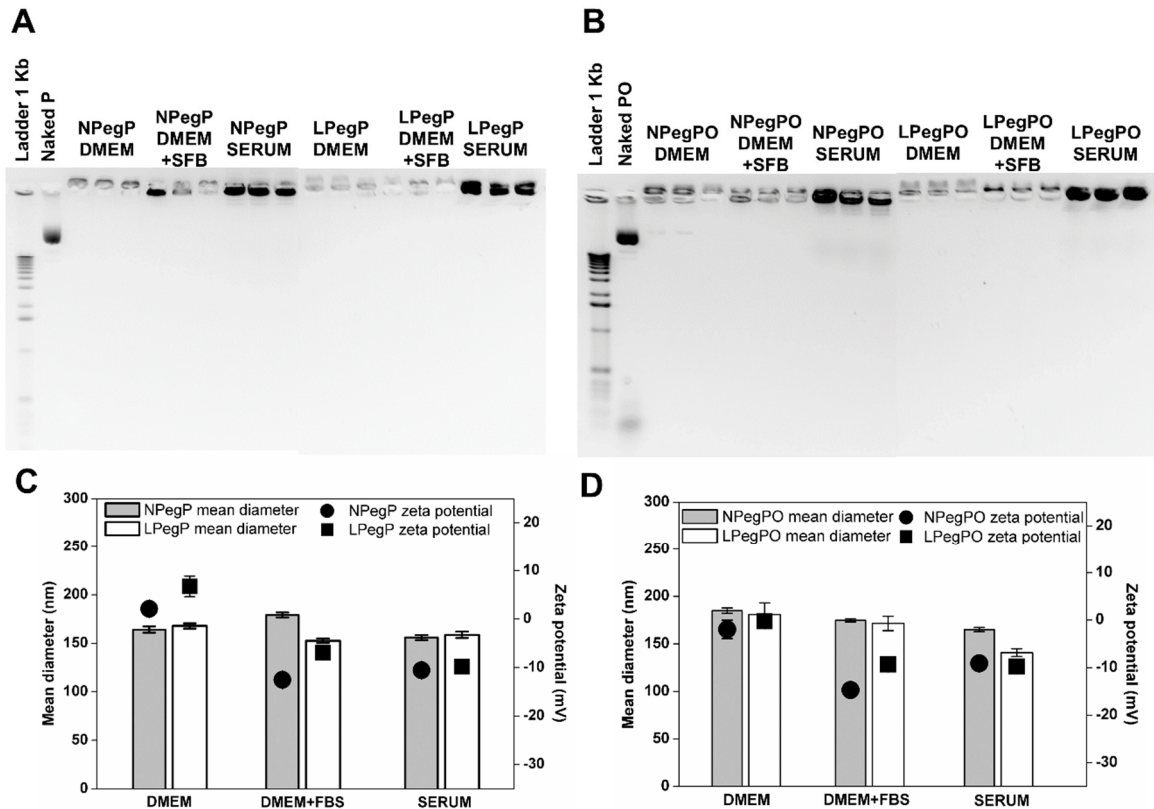 A
Ladder 1 Kb
Naked P
NPegP
DMEM
NPegP
DMEM
+SFB
NPegP
SERUM
LPegP
DMEM
LPegP
DMEM
+SFB
LPegP
SERUM
B
Ladder 1 Kb
Naked PO
NPegPO
DMEM
NPegPO
DMEM
+SFB
NPegPO
SERUM
LPegPO
DMEM
LPegPO
DMEM
+SFB
LPegPO
SERUM
C
NPegP mean diameter
NPegP zeta potential
LPegP mean diameter
LPegP zeta potential
Mean diameter (nm)
300
250
200
150
100
50
0
Zeta potential (mV)
20
10
0
-10
-20
-30
DMEM
DMEM+FBS
SERUM
D
NPegPO mean diameter
NPegPO zeta potential
LPegPO mean diameter
LPegPO zeta potential
Mean diameter (nm)
300
250
200
150
100
50
0
Zeta potential (mV)
20
10
0
-10
-20
-30
DMEM
DMEM+FBS
SERUM